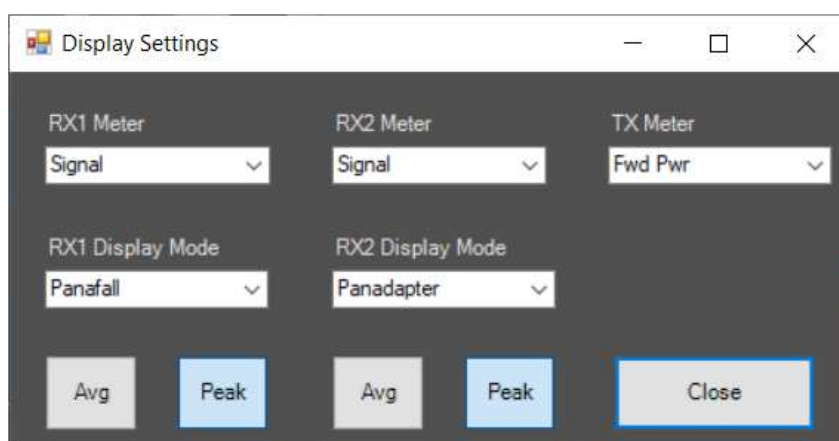 Display Settings
RX1 Meter RX2 Meter TX Meter
Signal Signal Fwd Pwr
RX1 Display Mode RX2 Display Mode
Panafall Panadapter
Avg Peak Avg Peak Close